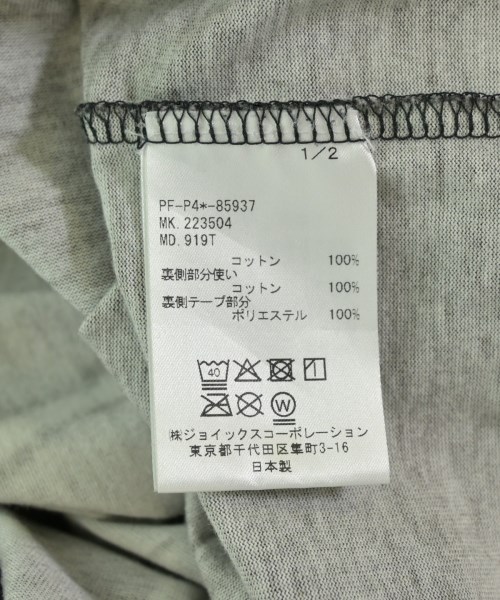 1/2
PF-P4*-85937
MK. 223504
MD. 919T
コットン 100%
裏側部分使い
コットン 100%
裏側テープ部分
ポリエステル 100%
40
W
㈱ジョイックスコーポレーション
東京都千代田区隼町3-16
日本製